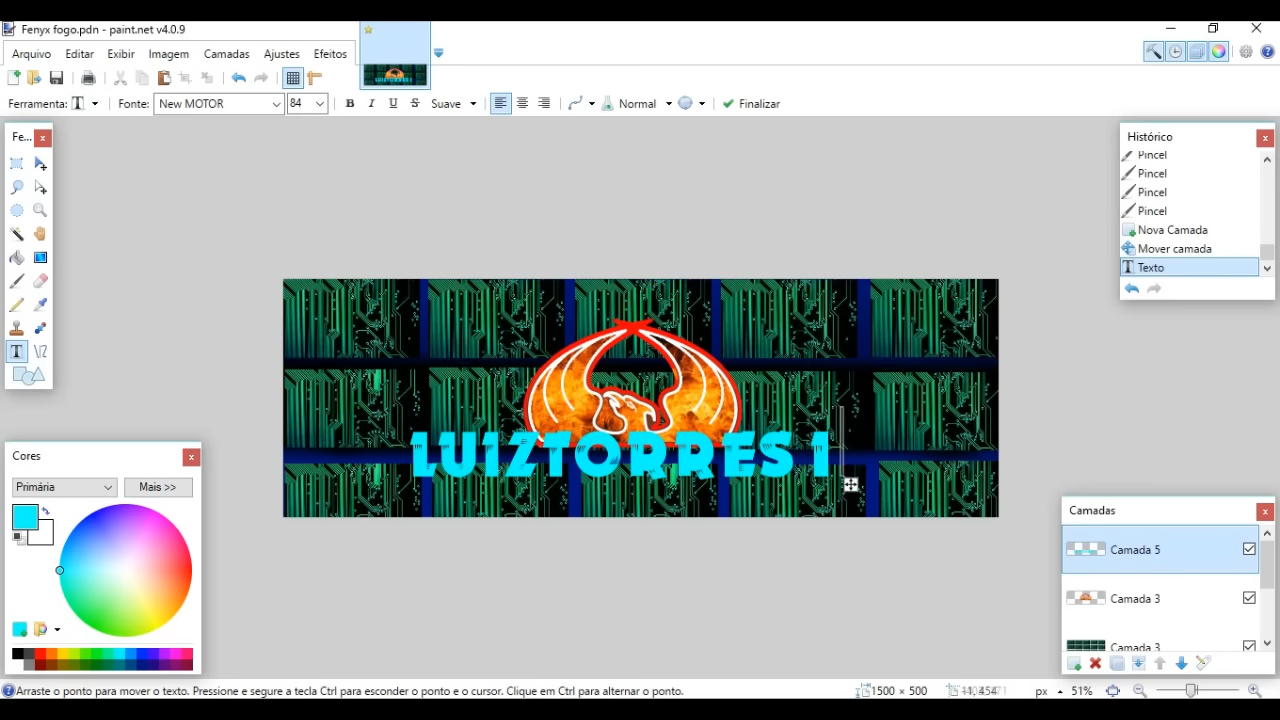 Fenyx fogo.pdn - paint.net v4.0.9
Arquivo Editar Exibir Imagem Camadas Ajustes Efeitos
Ferramenta: T Fonte: New MOTOR 84 B I U S Suave Normal Finalizar
Fe...
Histórico
Pincel
Pincel
Pincel
Pincel
Nova Camada
Mover camada
Texto
LUIZTORRES 1
Cores
Primária Mais >>
Camadas
Camada 5
Camada 3
Camada 3
Arraste o ponto para mover o texto. Pressione e segure a tecla Ctrl para esconder o ponto e o cursor. Clique em Ctrl para alternar o ponto. 1500 × 500 px 51%